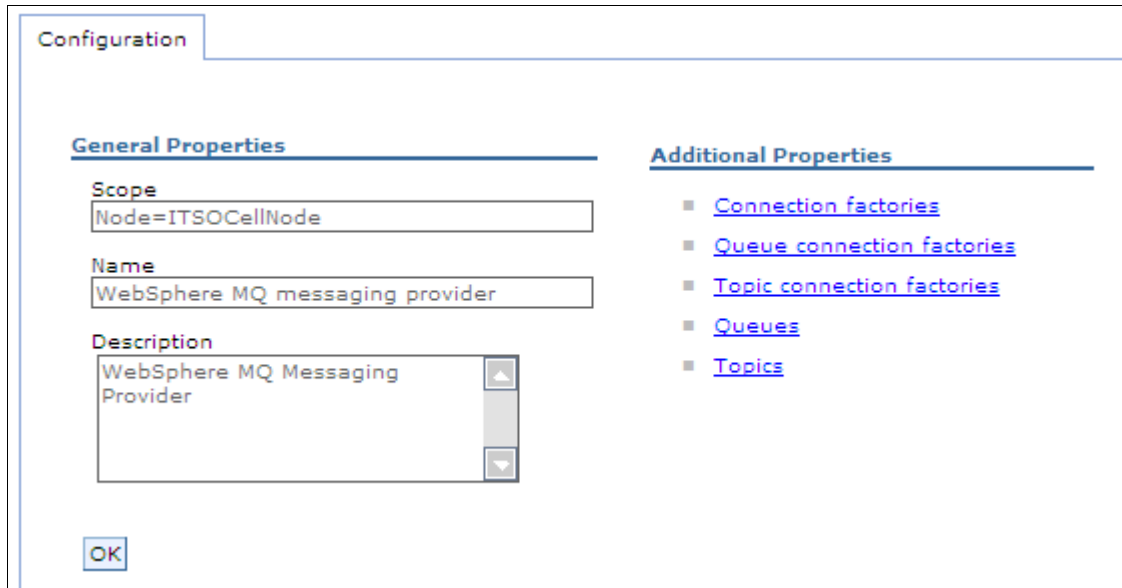 Configuration
General Properties
Scope
Node=ITSOCellNode
Name
WebSphere MQ messaging provider
Description
WebSphere MQ Messaging
Provider
OK
Additional Properties
Connection factories
Queue connection factories
Topic connection factories
Queues
Topics